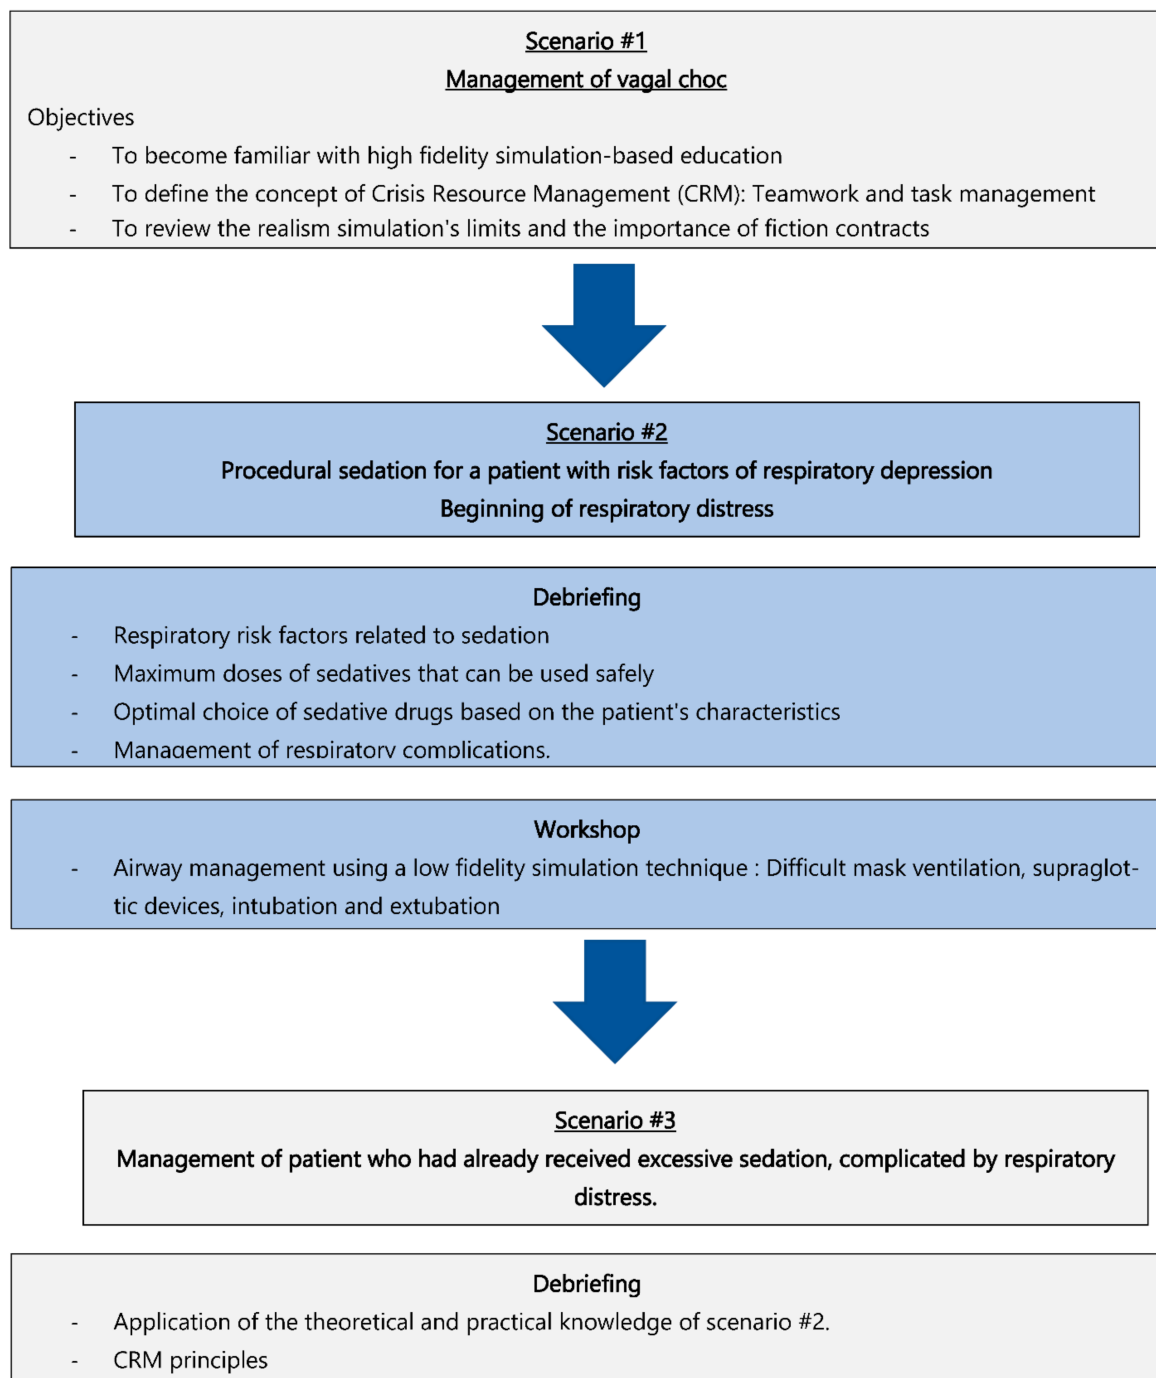 Scenario #1
Management of vagal choc
Objectives
- To become familiar with high fidelity simulation-based education
- To define the concept of Crisis Resource Management (CRM): Teamwork and task management
- To review the realism simulation's limits and the importance of fiction contracts
Scenario #2
Procedural sedation for a patient with risk factors of respiratory depression
Beginning of respiratory distress
Debriefing
- Respiratory risk factors related to sedation
- Maximum doses of sedatives that can be used safely
- Optimal choice of sedative drugs based on the patient's characteristics
- Management of respiratory complications.
Workshop
- Airway management using a low fidelity simulation technique : Difficult mask ventilation, supraglot-
tic devices, intubation and extubation
Scenario #3
Management of patient who had already received excessive sedation, complicated by respiratory
distress.
Debriefing
- Application of the theoretical and practical knowledge of scenario #2.
- CRM principles